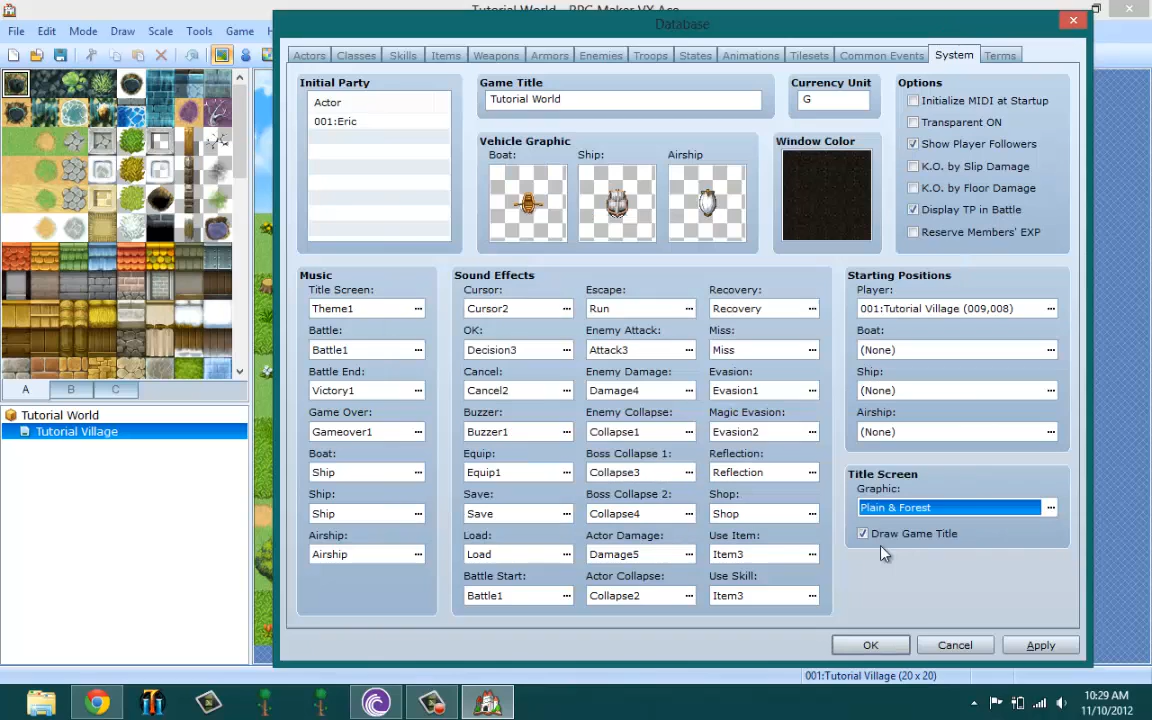 Tutorial World - RPG Maker VX Ace
Database
File Edit Mode Draw Scale Tools Game H
Actors Classes Skills Items Weapons Armors Enemies Troops States Animations Tilesets Common Events System Terms
Initial Party
Actor
001:Eric
Game Title
Tutorial World
Currency Unit
G
Options
Initialize MIDI at Startup
Transparent ON
Show Player Followers
K.O. by Slip Damage
K.O. by Floor Damage
Display TP in Battle
Reserve Members' EXP
Vehicle Graphic
Boat: Ship: Airship
Window Color
Music
Title Screen:
Theme1 ...
Battle:
Battle1 ...
Battle End:
Victory1 ...
Game Over:
Gameover1 ...
Boat:
Ship ...
Ship:
Ship ...
Airship:
Airship ...
Sound Effects
Cursor: Escape: Recovery:
Cursor2 ... Run ... Recovery ...
OK: Enemy Attack: Miss:
Decision3 ... Attack3 ... Miss ...
Cancel: Enemy Damage: Evasion:
Cancel2 ... Damage4 ... Evasion1 ...
Buzzer: Enemy Collapse: Magic Evasion:
Buzzer1 ... Collapse1 ... Evasion2 ...
Equip: Boss Collapse 1: Reflection:
Equip1 ... Collapse3 ... Reflection ...
Save: Boss Collapse 2: Shop:
Save ... Collapse4 ... Shop ...
Load: Actor Damage: Use Item:
Load ... Damage5 ... Item3 ...
Battle Start: Actor Collapse: Use Skill:
Battle1 ... Collapse2 ... Item3 ...
Starting Positions
Player:
001:Tutorial Village (009,008) ...
Boat:
(None) ...
Ship:
(None) ...
Airship:
(None) ...
Title Screen
Graphic:
Plain & Forest ...
Draw Game Title
OK Cancel Apply
A B C
Tutorial World
Tutorial Village
001:Tutorial Village (20 x 20)
10:29 AM
11/10/2012